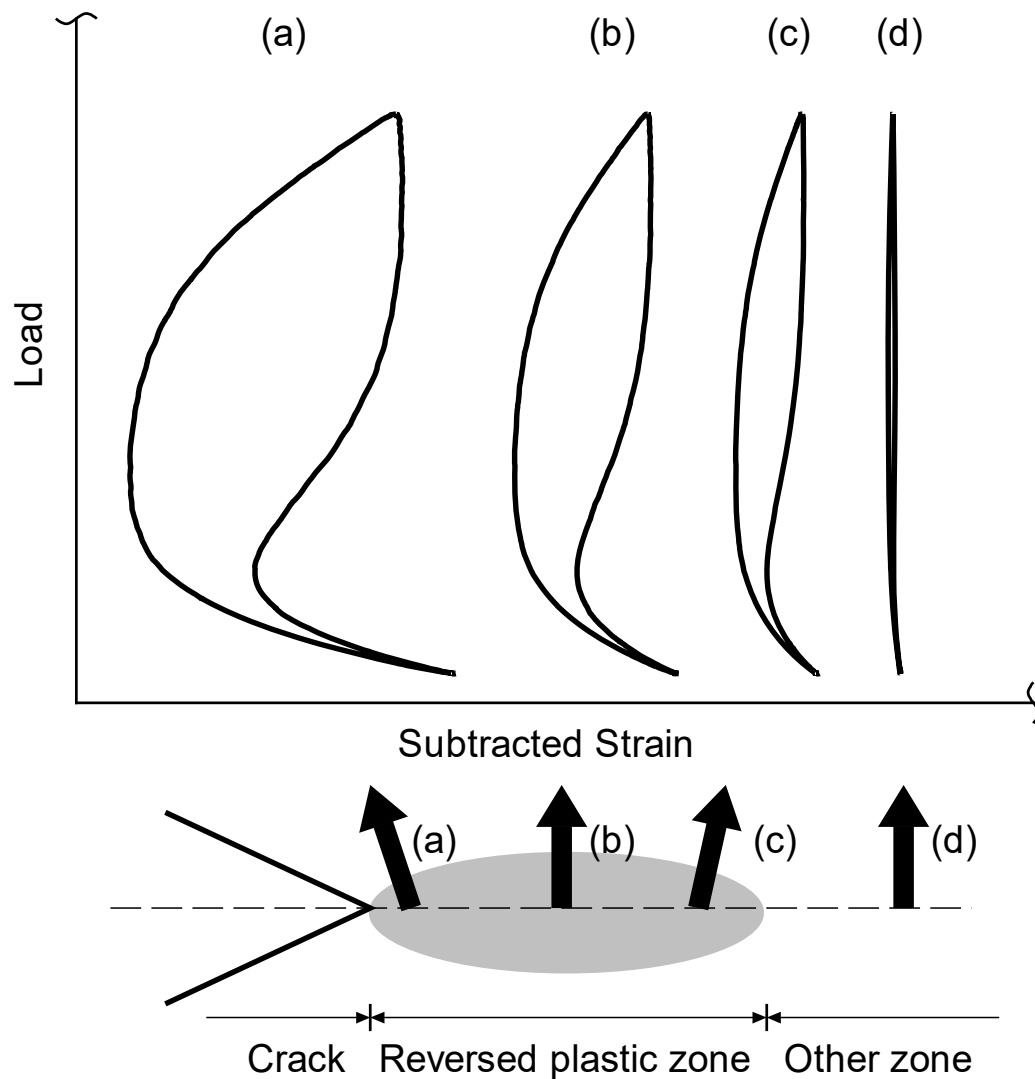 (a) (b) (c) (d)
Load
Subtracted Strain
(a) (b) (c) (d)
Crack Reversed plastic zone Other zone